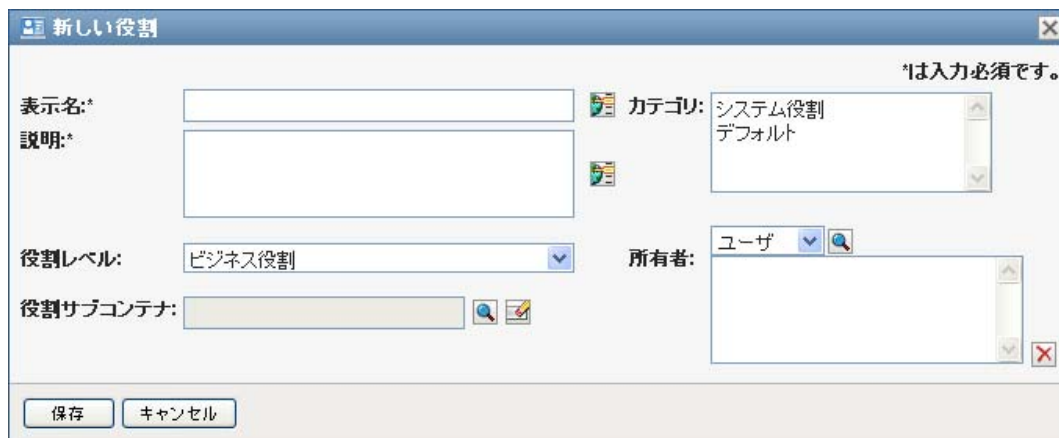 新しい役割
*は入力必須です。
表示名:*
説明:*
役割レベル:
ビジネス役割
役割サブコンテナ:
カテゴリ:
システム役割
デフォルト
所有者:
ユーザ
保存
キャンセル